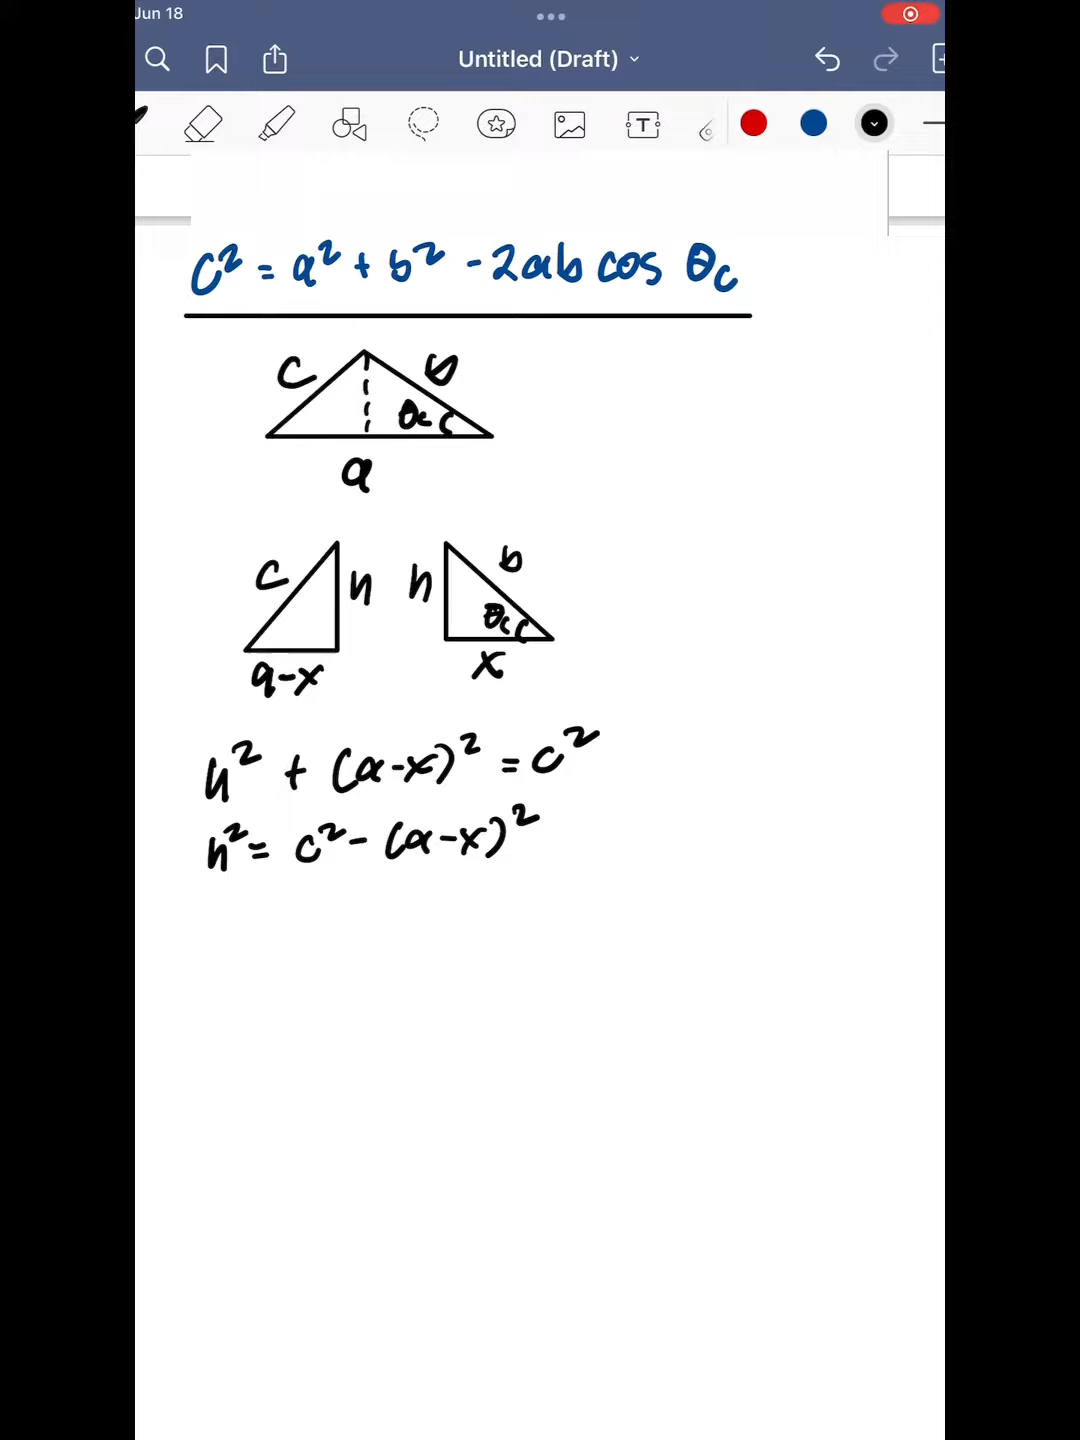 Jun 18
Untitled (Draft)
T
C² = a² + b² - 2ab cos θc
c
b
θc
a
c
h
h
b
θc
a-x
x
h² + (a-x)² = c²
h² = c² - (a-x)²